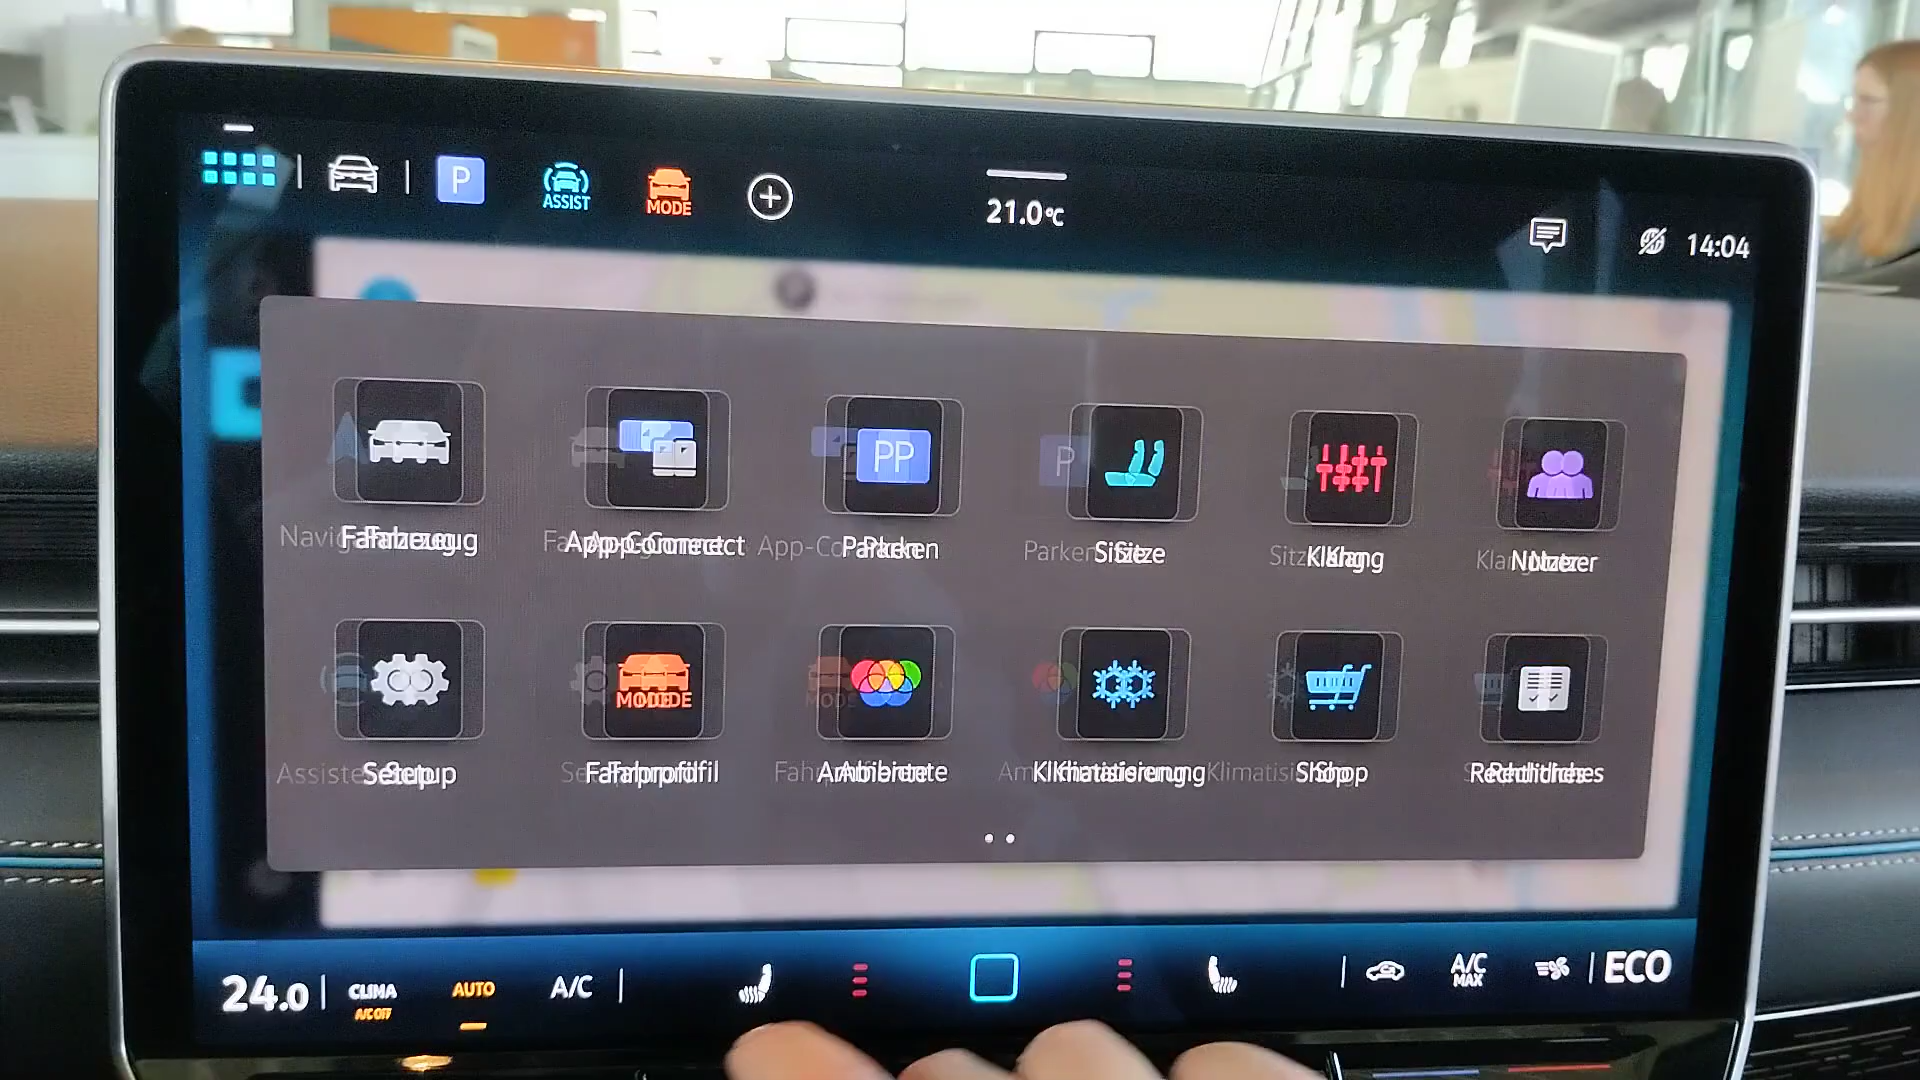 P ASSIST MODE 21.0°C 14:04
Fahrzeug App-Connect Parken Sitze Klang Nutzer
Setup Fahrprofil Ambiente Klimatisierung Shop Rechtliches
24.0 CLIMA A/C OFF AUTO A/C A/C MAX ECO